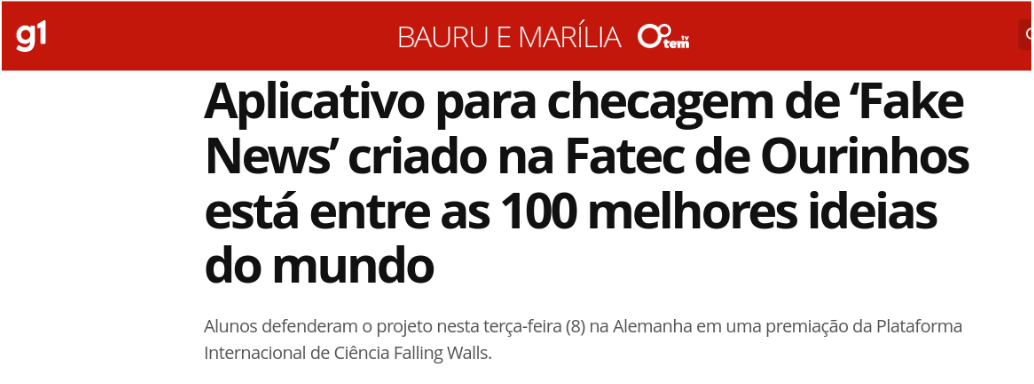 g1
BAURU E MARÍLIA tem tv
Aplicativo para checagem de ‘Fake
News’ criado na Fatec de Ourinhos
está entre as 100 melhores ideias
do mundo
Alunos defenderam o projeto nesta terça-feira (8) na Alemanha em uma premiação da Plataforma
Internacional de Ciência Falling Walls.